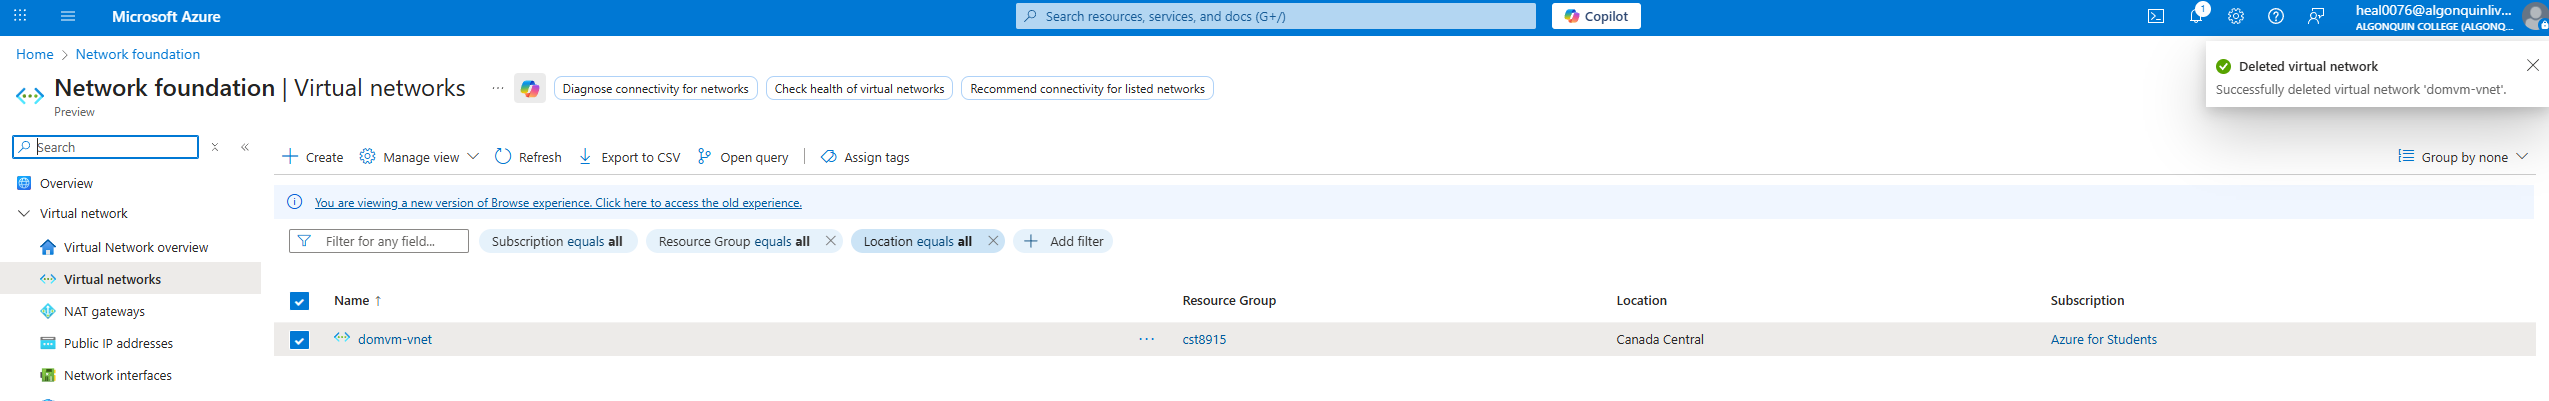 Microsoft Azure
Search resources, services, and docs (G+/)
Copilot
1
heal0076@algonquinliv...
ALGONQUIN COLLEGE (ALGONQ...
Home > Network foundation
Network foundation | Virtual networks
...
Preview
Diagnose connectivity for networks
Check health of virtual networks
Recommend connectivity for listed networks
Deleted virtual network
Successfully deleted virtual network 'domvm-vnet'.
Search
Create
Manage view
Refresh
Export to CSV
Open query
Assign tags
Group by none
Overview
Virtual network
Virtual Network overview
Virtual networks
NAT gateways
Public IP addresses
Network interfaces
You are viewing a new version of Browse experience. Click here to access the old experience.
Filter for any field...
Subscription equals all
Resource Group equals all
Location equals all
Add filter
Name ↑
Resource Group
Location
Subscription
domvm-vnet
...
cst8915
Canada Central
Azure for Students